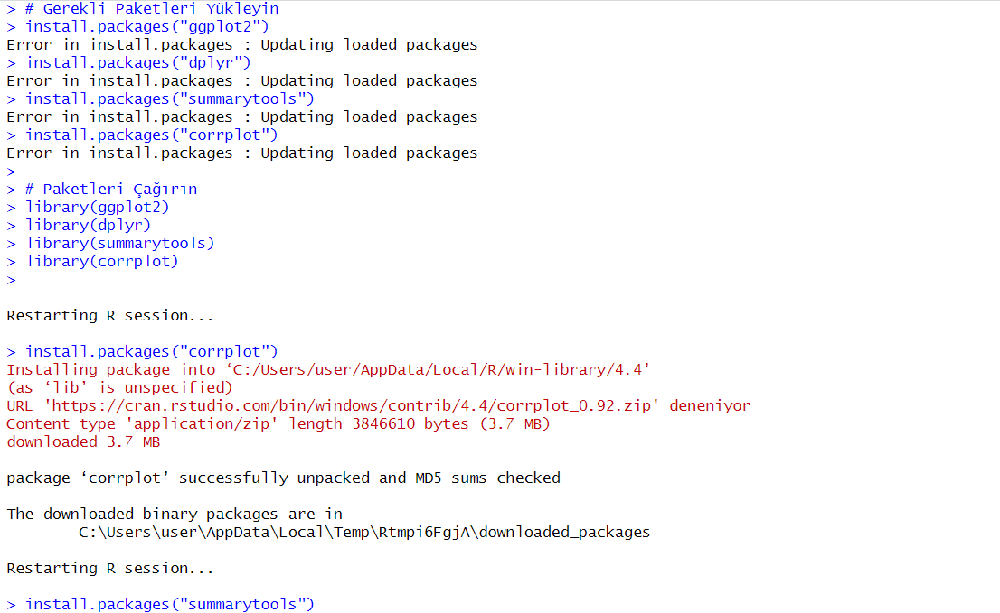 > # Gerekli Paketleri Yükleyin
> install.packages("ggplot2")
Error in install.packages : Updating loaded packages
> install.packages("dplyr")
Error in install.packages : Updating loaded packages
> install.packages("summarytools")
Error in install.packages : Updating loaded packages
> install.packages("corrplot")
Error in install.packages : Updating loaded packages
>
> # Paketleri Çağırın
> library(ggplot2)
> library(dplyr)
> library(summarytools)
> library(corrplot)
>
Restarting R session...
> install.packages("corrplot")
Installing package into ‘C:/Users/user/AppData/Local/R/win-library/4.4’
(as ‘lib’ is unspecified)
URL 'https://cran.rstudio.com/bin/windows/contrib/4.4/corrplot_0.92.zip' deneniyor
Content type 'application/zip' length 3846610 bytes (3.7 MB)
downloaded 3.7 MB
package ‘corrplot’ successfully unpacked and MD5 sums checked
The downloaded binary packages are in
C:\Users\user\AppData\Local\Temp\Rtmpi6FgjA\downloaded_packages
Restarting R session...
> install.packages("summarytools")